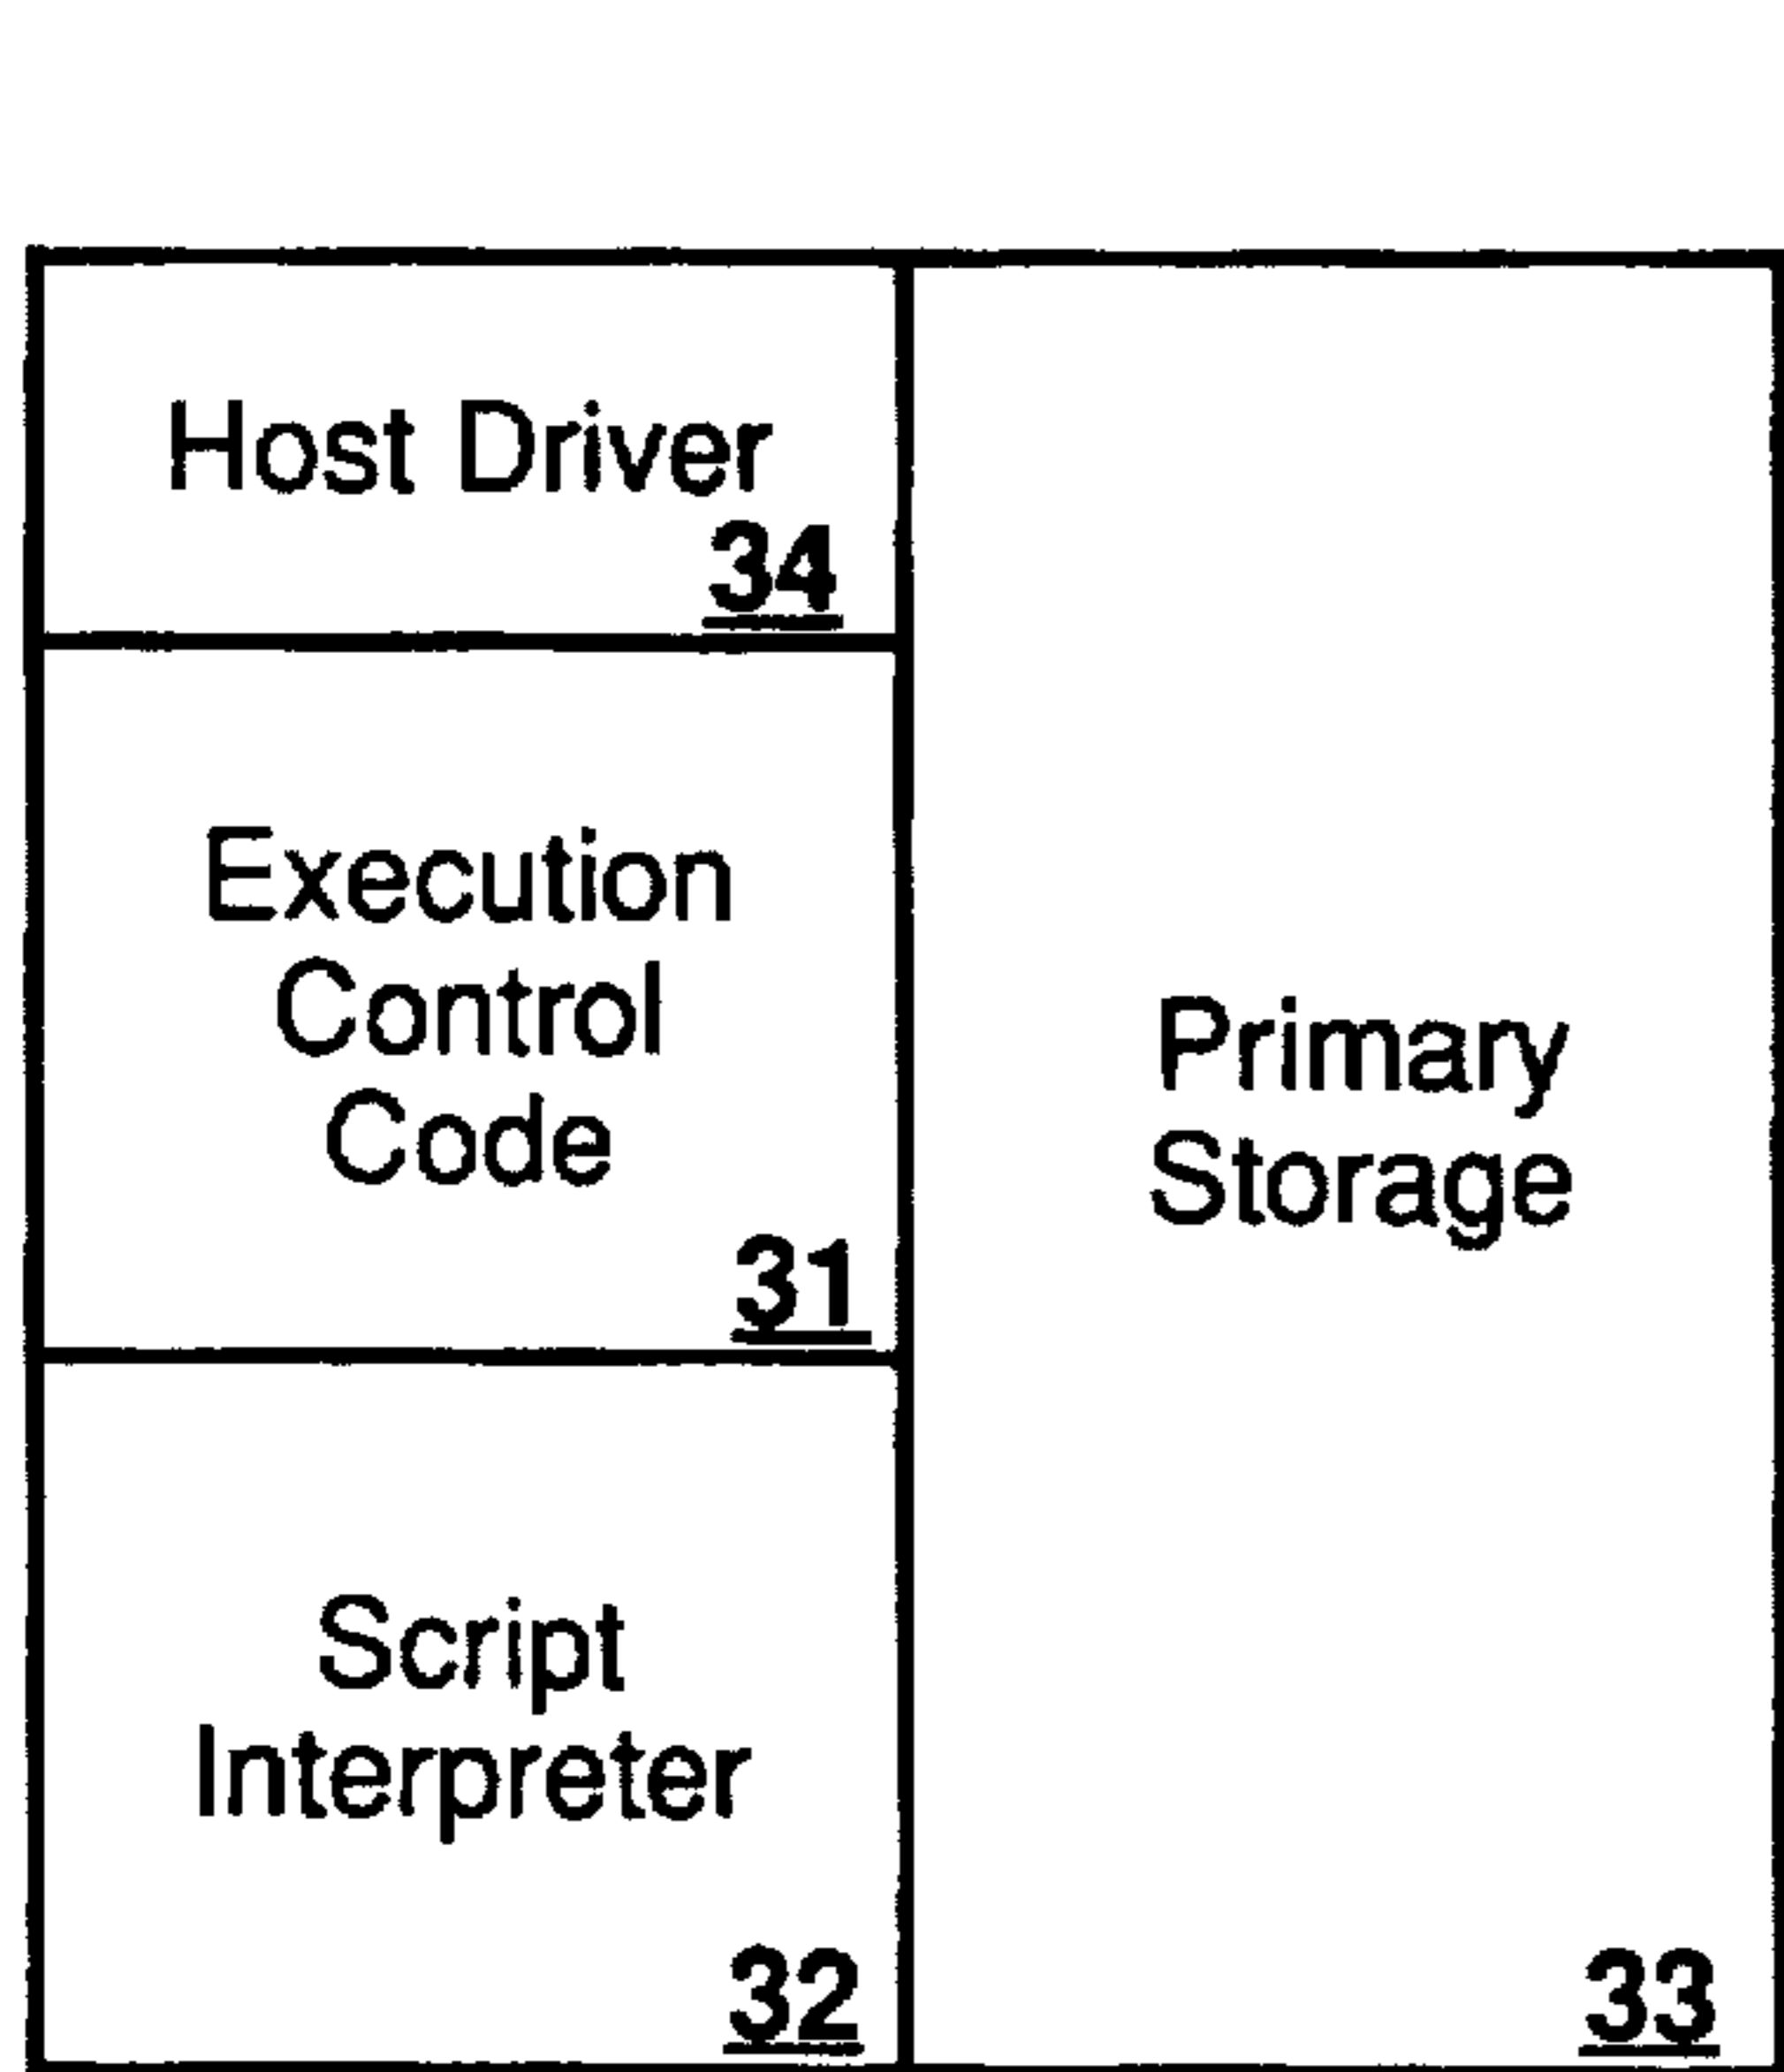 Host Driver
34
Execution
Control
Code
31
Script
Interpreter
32
Primary
Storage
33